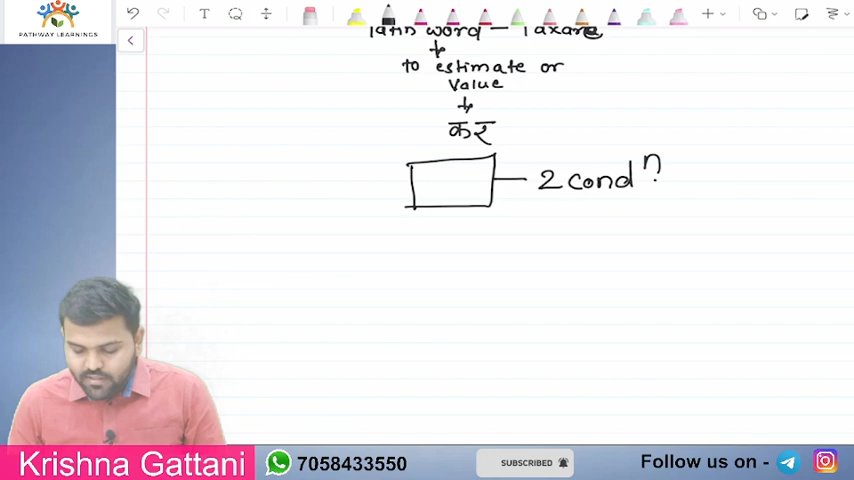 PATHWAY LEARNINGS
Latin word - Taxare
to estimate or
value
कर
2 condn
Krishna Gattani
7058433550
SUBSCRIBED
Follow us on -